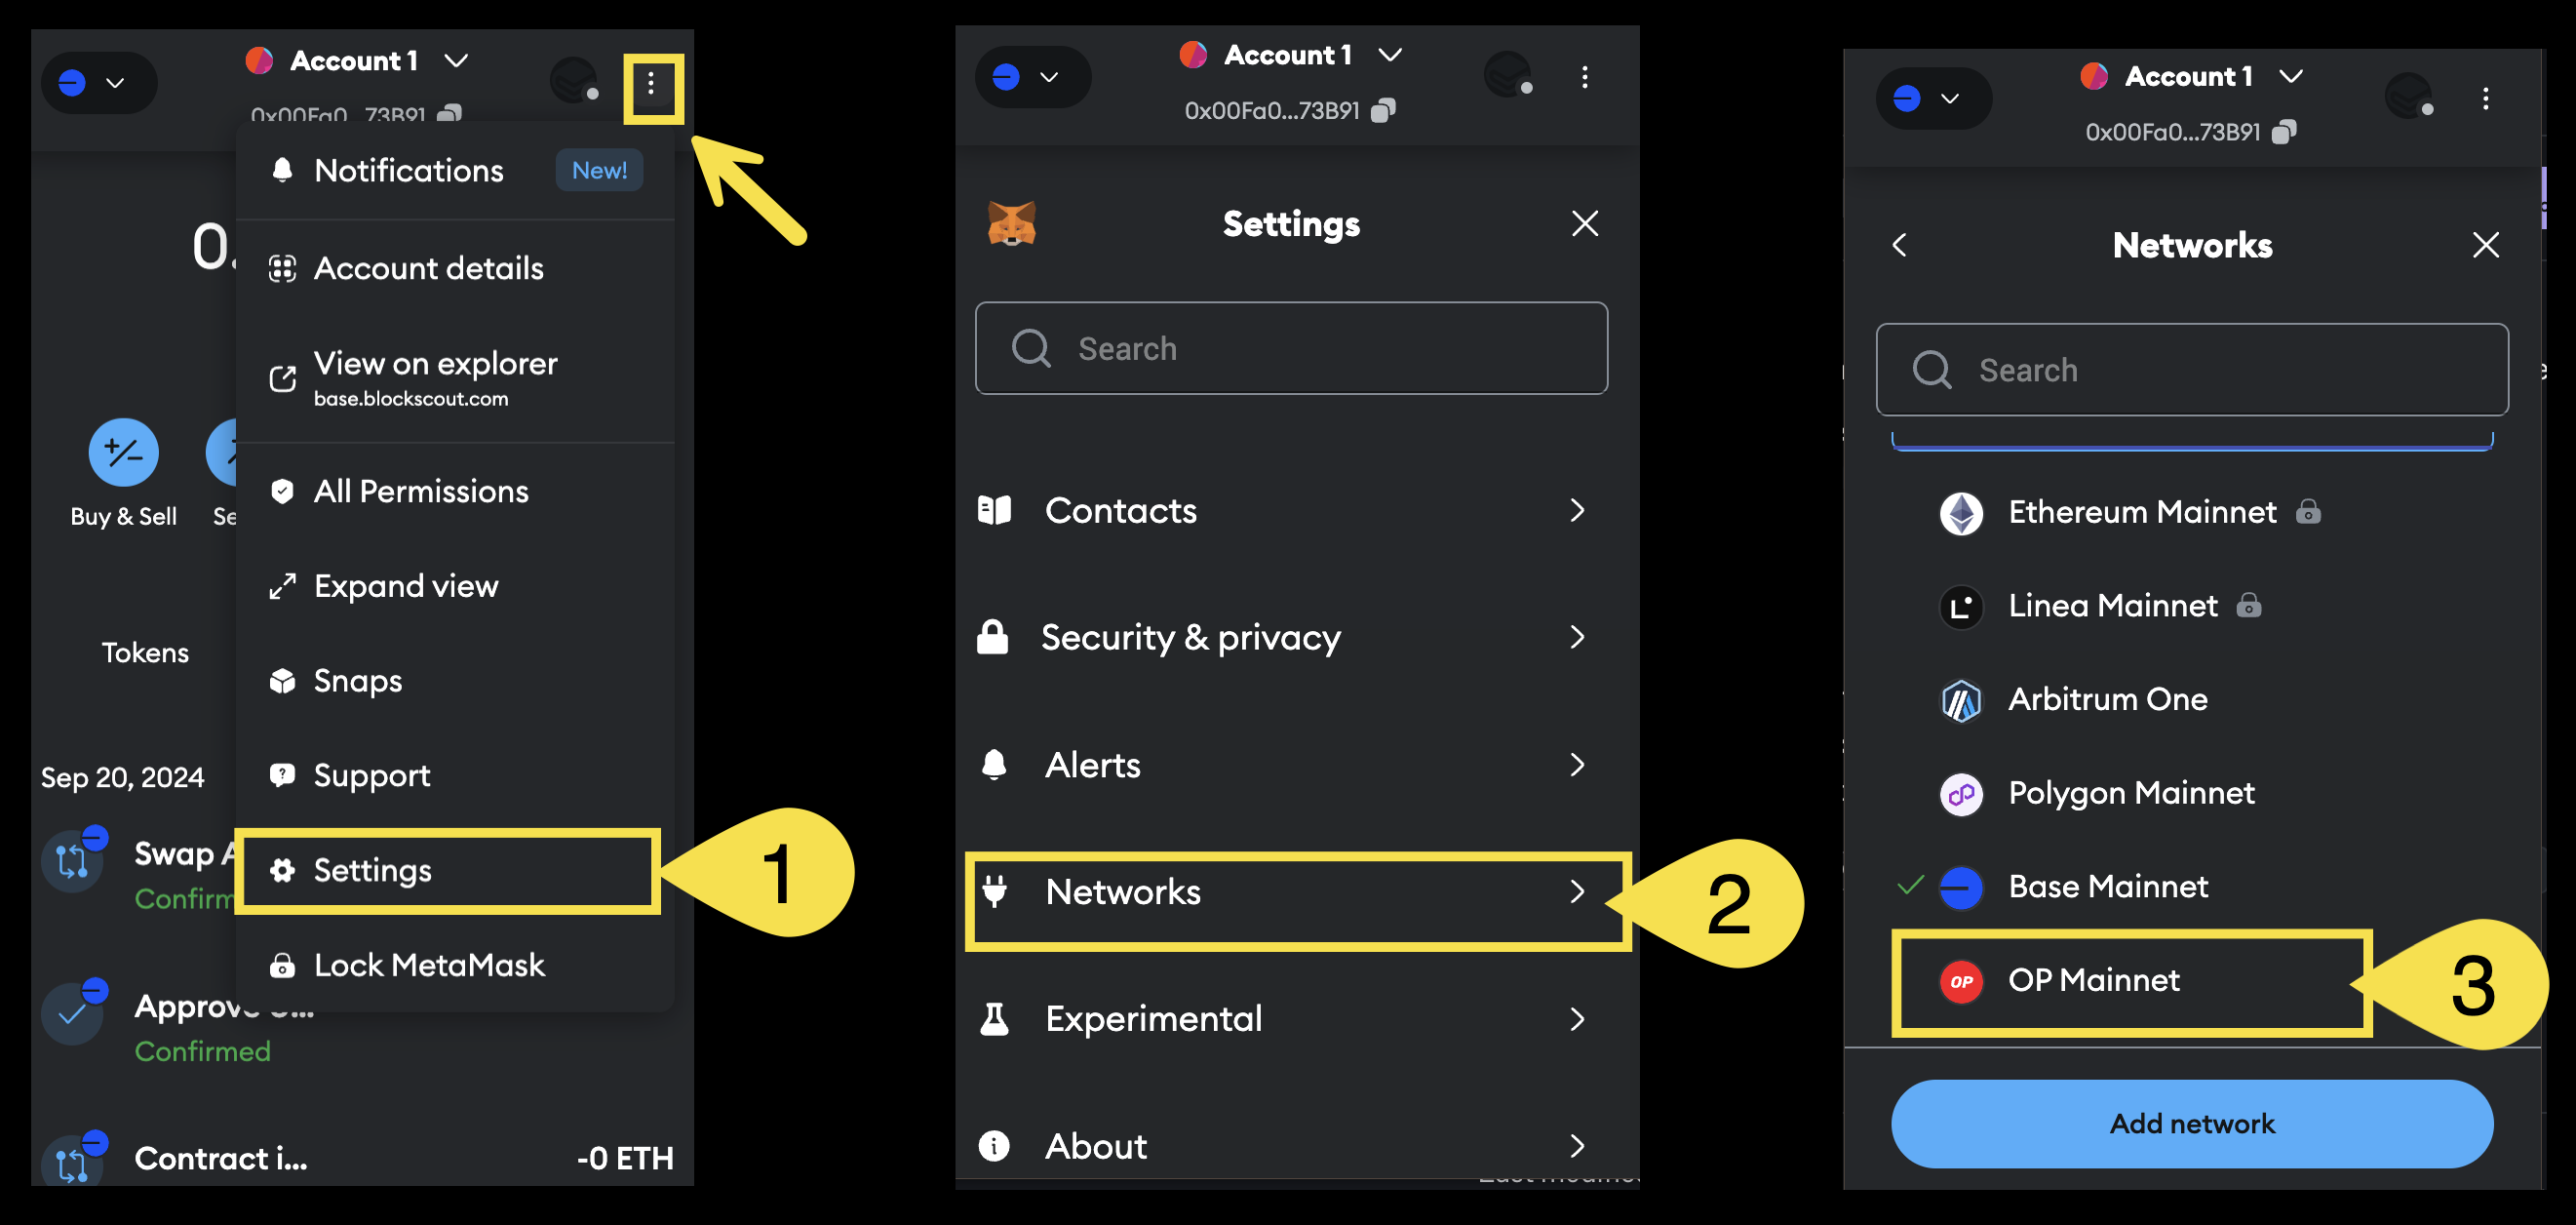 Account 1
0x00Fa0...73B91
Notifications
New!
0.
Account details
View on explorer
base.blockscout.com
All Permissions
Buy & Sell
Se
Expand view
Tokens
Snaps
Support
Sep 20, 2024
Swap A
Settings
1
Confirm
Lock MetaMask
Approve
Confirmed
Contract i...
-0 ETH
Account 1
0x00Fa0...73B91
Settings
Search
Contacts
Security & privacy
Alerts
Networks
2
Experimental
About
Account 1
0x00Fa0...73B91
Networks
Search
Ethereum Mainnet
Linea Mainnet
Arbitrum One
Polygon Mainnet
Base Mainnet
OP
OP Mainnet
3
Add network